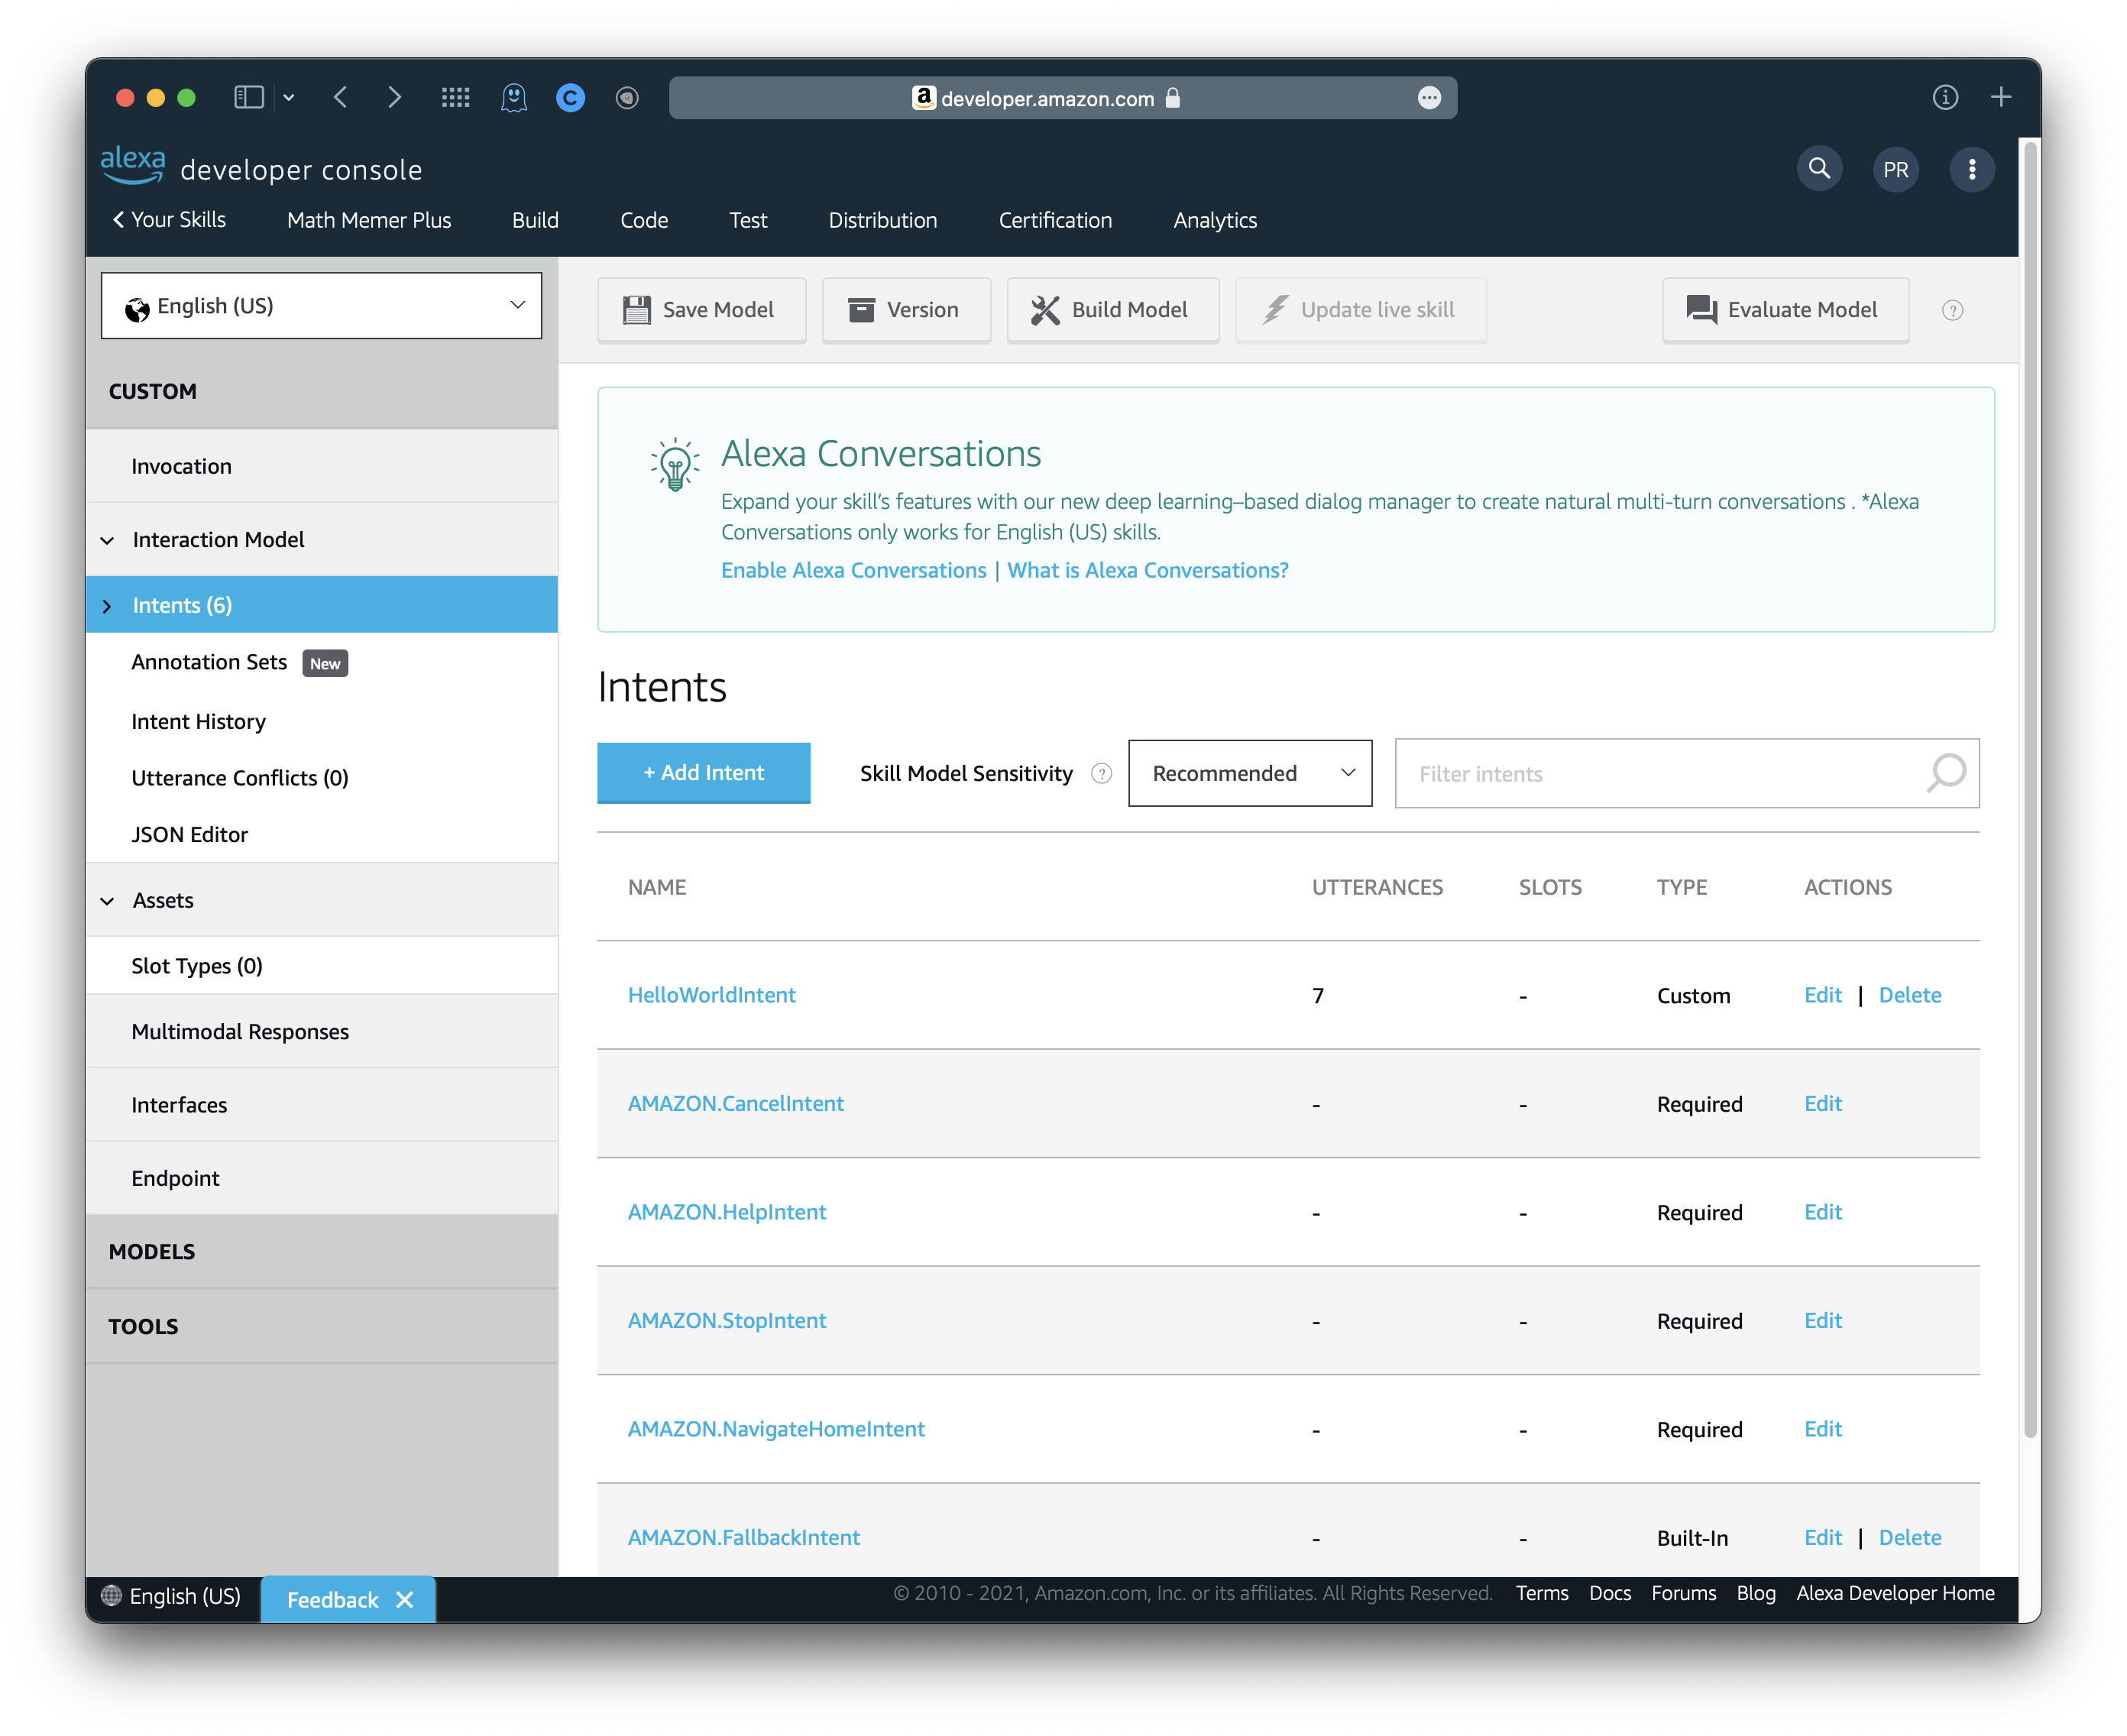 developer.amazon.com
alexa developer console
PR
Your Skills Math Memer Plus Build Code Test Distribution Certification Analytics
English (US)
Save Model Version Build Model Update live skill Evaluate Model ?
CUSTOM
Invocation
Interaction Model
Intents (6)
Annotation Sets New
Intent History
Utterance Conflicts (0)
JSON Editor
Assets
Slot Types (0)
Multimodal Responses
Interfaces
Endpoint
MODELS
TOOLS
Alexa Conversations
Expand your skill's features with our new deep learning–based dialog manager to create natural multi-turn conversations . *Alexa
Conversations only works for English (US) skills.
Enable Alexa Conversations | What is Alexa Conversations?
Intents
+ Add Intent Skill Model Sensitivity ? Recommended Filter intents
NAME UTTERANCES SLOTS TYPE ACTIONS
HelloWorldIntent 7 - Custom Edit | Delete
AMAZON.CancelIntent - - Required Edit
AMAZON.HelpIntent - - Required Edit
AMAZON.StopIntent - - Required Edit
AMAZON.NavigateHomeIntent - - Required Edit
AMAZON.FallbackIntent - - Built-In Edit | Delete
English (US) Feedback © 2010 - 2021, Amazon.com, Inc. or its affiliates. All Rights Reserved. Terms Docs Forums Blog Alexa Developer Home